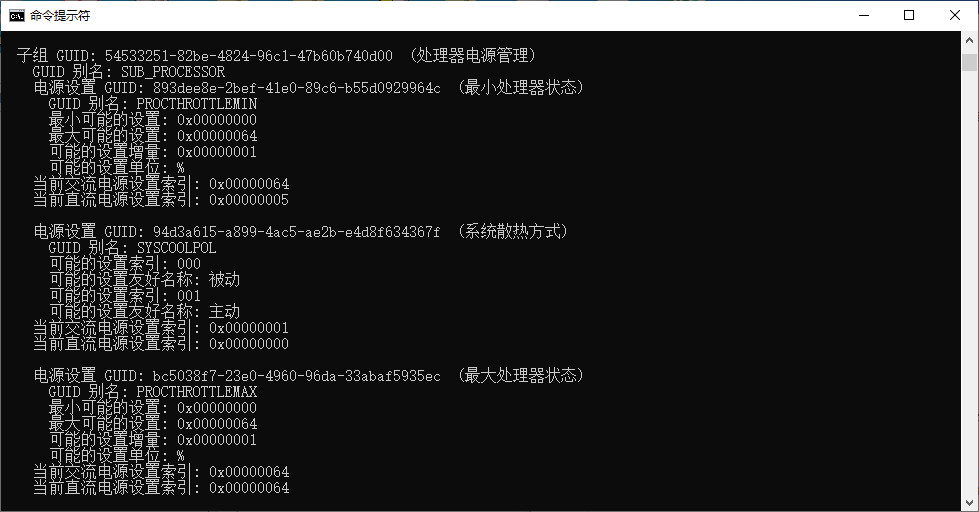 命令提示符
子组 GUID: 54533251-82be-4824-96c1-47b60b740d00 (处理器电源管理)
GUID 别名: SUB_PROCESSOR
电源设置 GUID: 893dee8e-2bef-41e0-89c6-b55d0929964c (最小处理器状态)
GUID 别名: PROCTHROTTLEMIN
最小可能的设置: 0x00000000
最大可能的设置: 0x00000064
可能的设置增量: 0x00000001
可能的设置单位: %
当前交流电源设置索引: 0x00000064
当前直流电源设置索引: 0x00000005
电源设置 GUID: 94d3a615-a899-4ac5-ae2b-e4d8f634367f (系统散热方式)
GUID 别名: SYSCOOLPOL
可能的设置索引: 000
可能的设置友好名称: 被动
可能的设置索引: 001
可能的设置友好名称: 主动
当前交流电源设置索引: 0x00000001
当前直流电源设置索引: 0x00000000
电源设置 GUID: bc5038f7-23e0-4960-96da-33abaf5935ec (最大处理器状态)
GUID 别名: PROCTHROTTLEMAX
最小可能的设置: 0x00000000
最大可能的设置: 0x00000064
可能的设置增量: 0x00000001
可能的设置单位: %
当前交流电源设置索引: 0x00000064
当前直流电源设置索引: 0x00000064